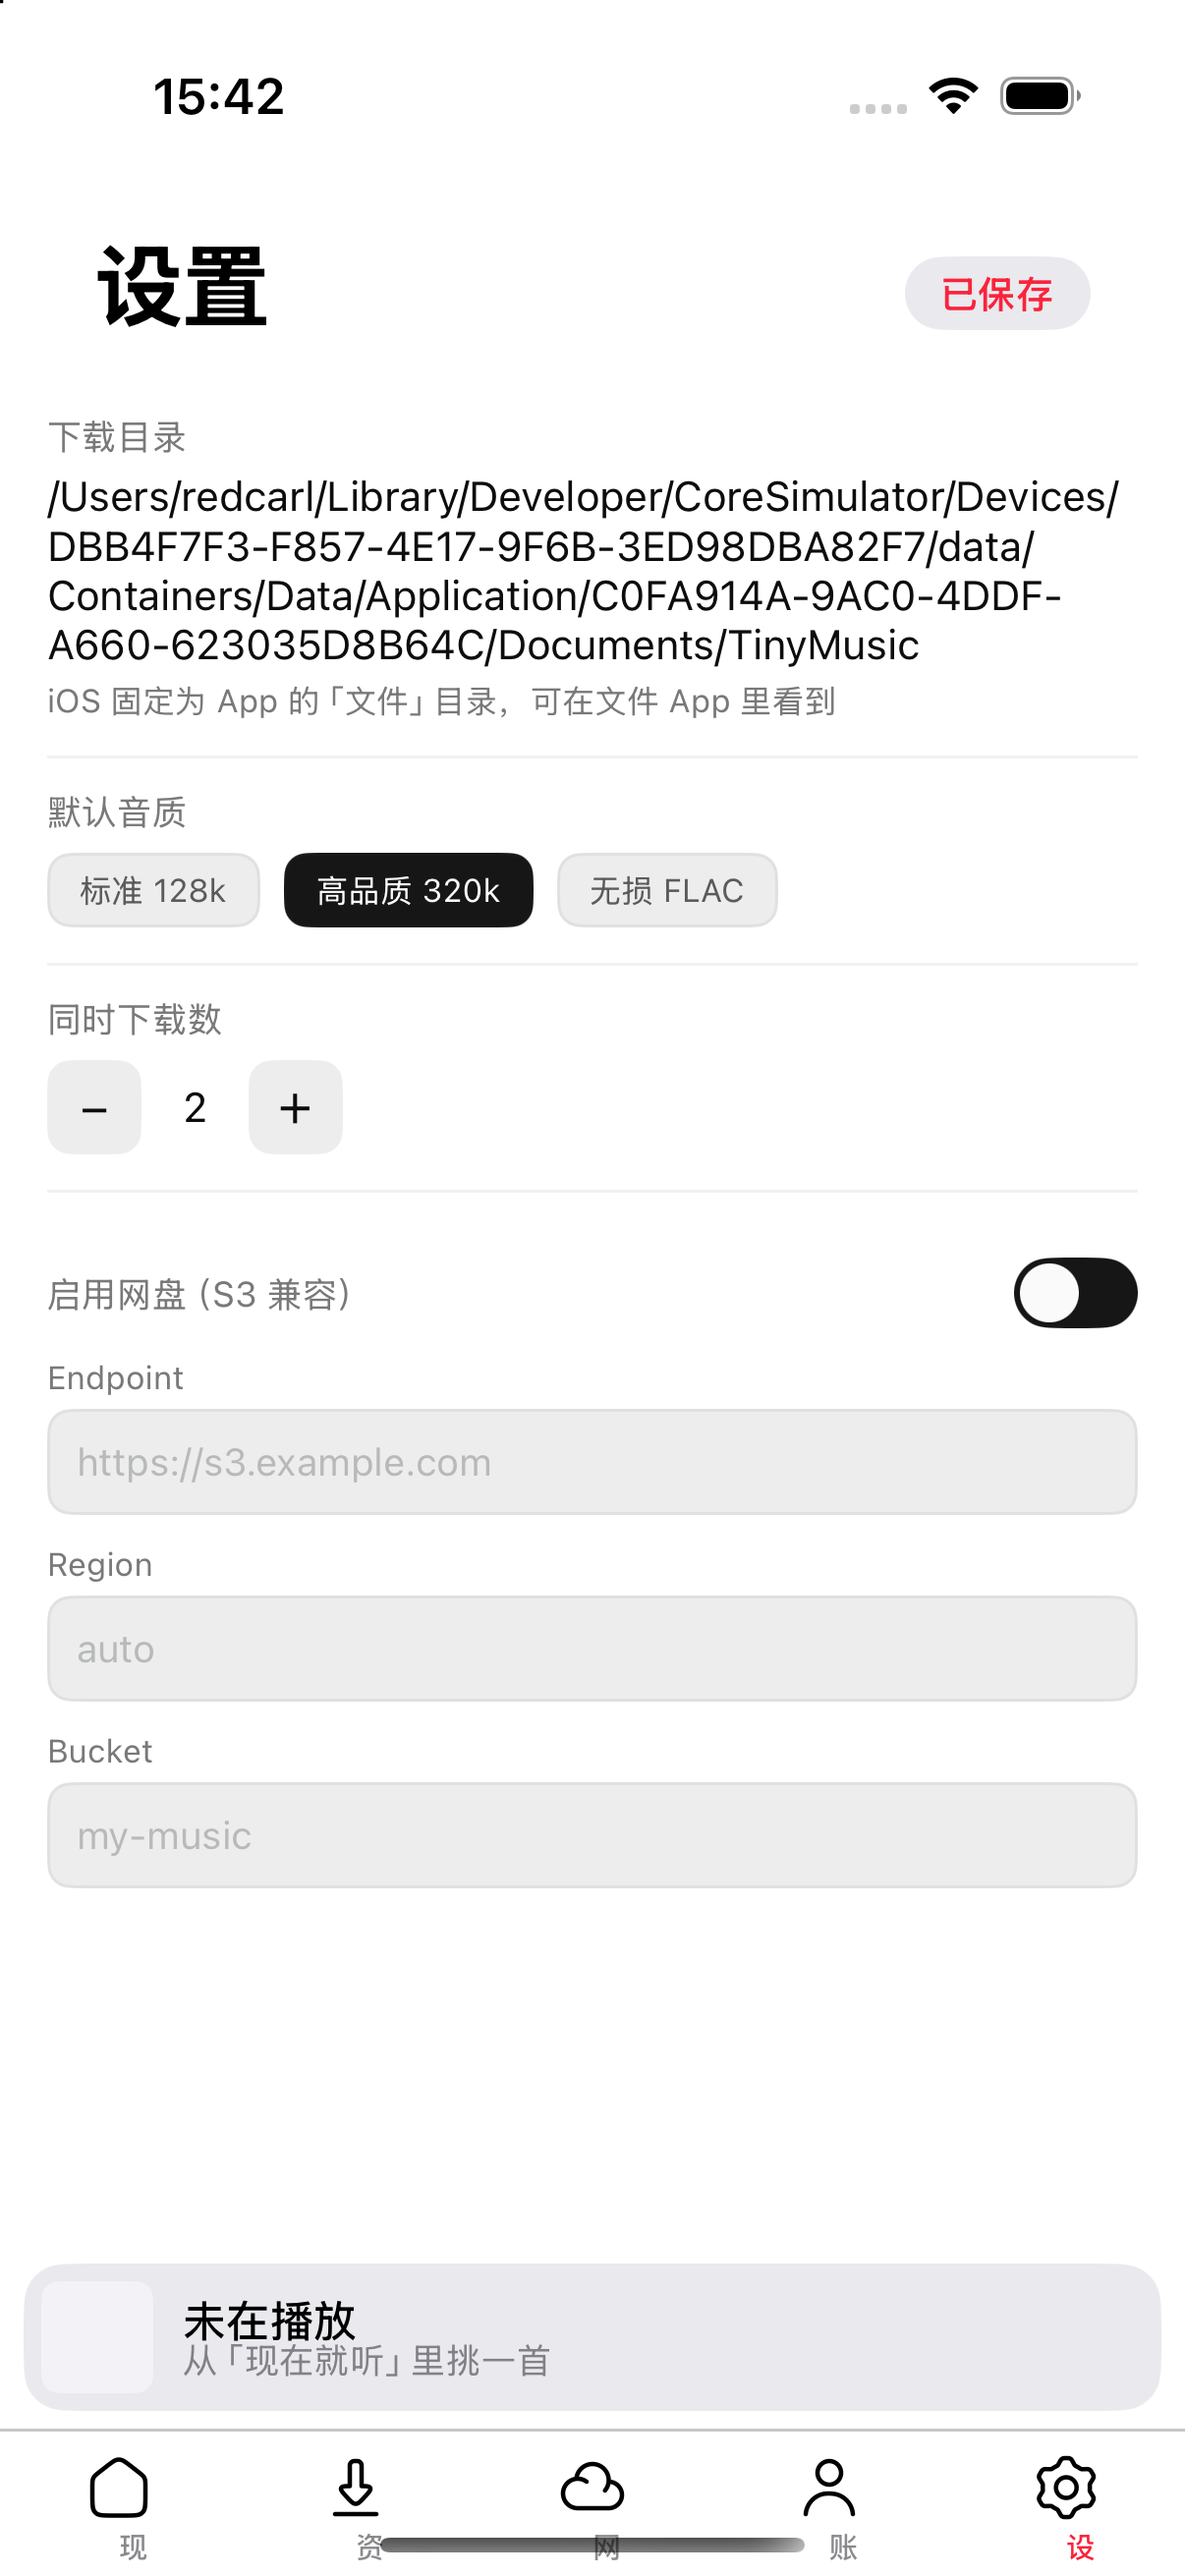 15:42
设置
已保存
下载目录
/Users/redcarl/Library/Developer/CoreSimulator/Devices/
DBB4F7F3-F857-4E17-9F6B-3ED98DBA82F7/data/
Containers/Data/Application/C0FA914A-9AC0-4DDF-
A660-623035D8B64C/Documents/TinyMusic
iOS 固定为 App 的「文件」目录，可在文件 App 里看到
默认音质
标准 128k
高品质 320k
无损 FLAC
同时下载数
− 2 +
启用网盘（S3 兼容）
Endpoint
https://s3.example.com
Region
auto
Bucket
my-music
未在播放
从「现在就听」里挑一首
现
资
网
账
设